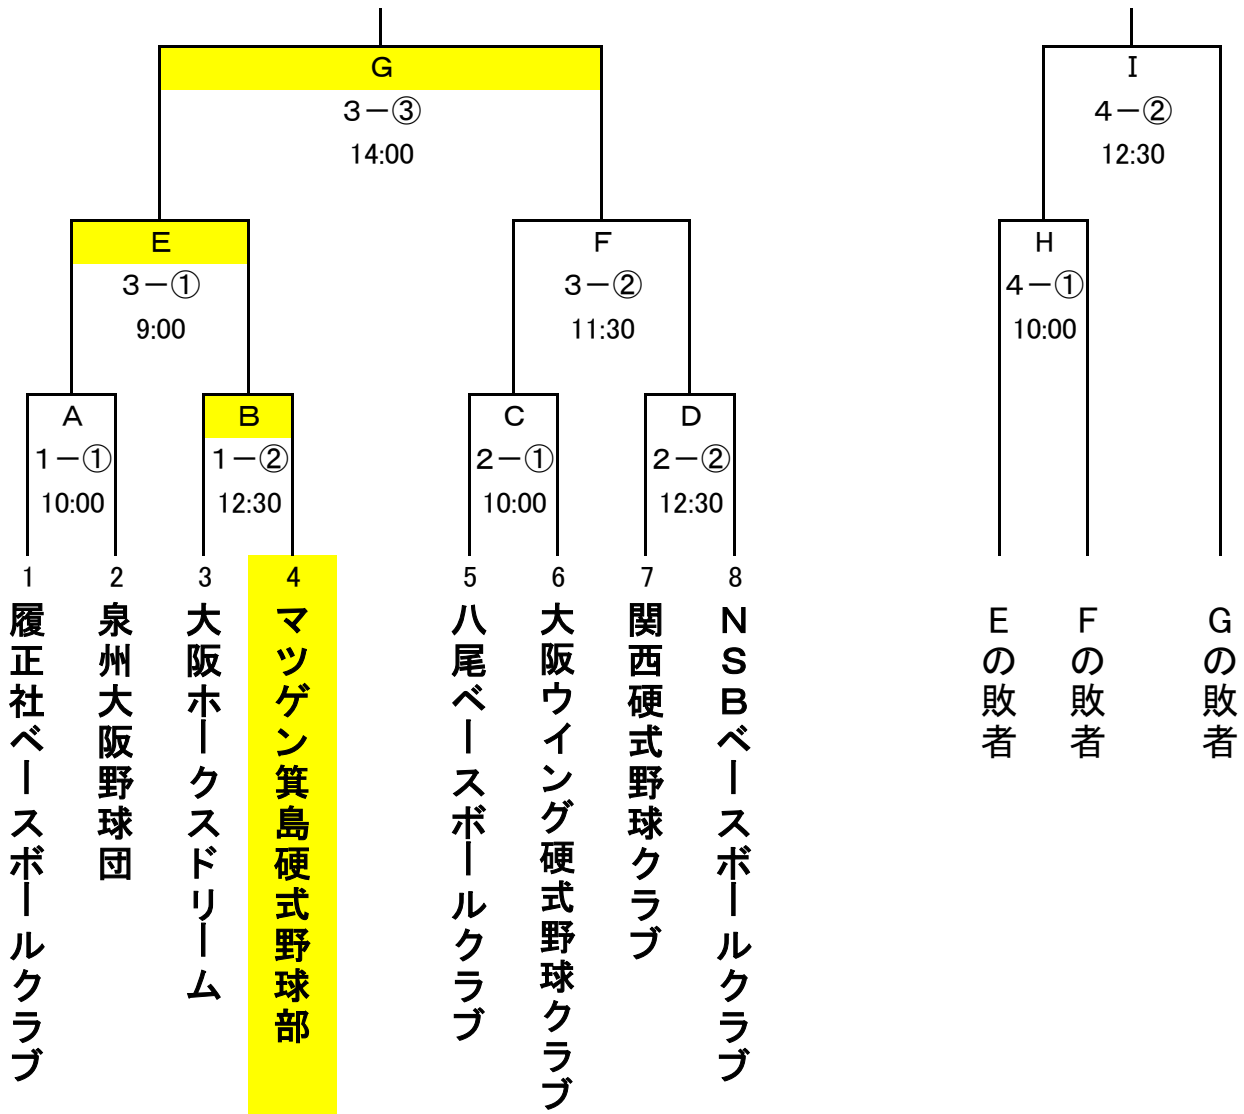 G
3－③
14:00
I
4－②
12:30
E
3－①
9:00
F
3－②
11:30
H
4－①
10:00
A
1－①
10:00
B
1－②
12:30
C
2－①
10:00
D
2－②
12:30
1
履正社ベースボールクラブ
2
泉州大阪野球団
3
大阪ホークスドリーム
4
マツゲン箕島硬式野球部
5
八尾ベースボールクラブ
6
大阪ウイング硬式野球クラブ
7
関西硬式野球クラブ
8
ＮＳＢベースボールクラブ
Ｅの敗者
Ｆの敗者
Ｇの敗者